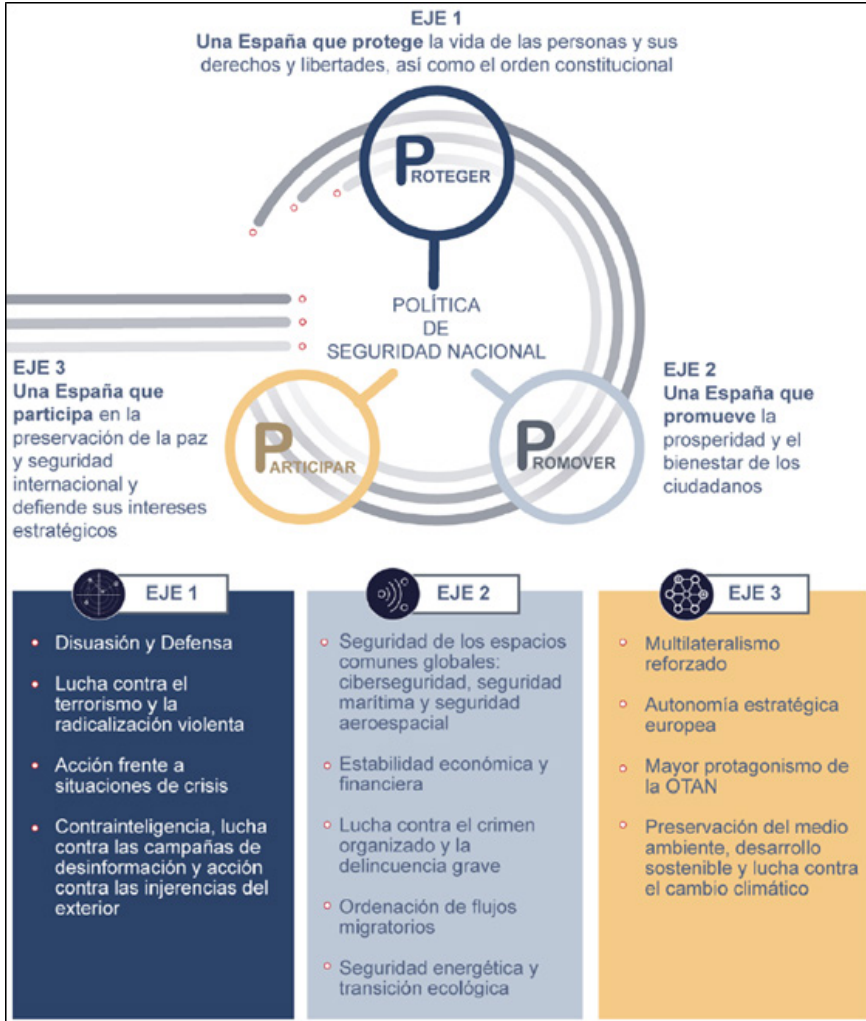 EJE 1
Una España que protege la vida de las personas y sus
derechos y libertades, así como el orden constitucional
PROTEGER
POLÍTICA
DE
SEGURIDAD NACIONAL
EJE 3
Una España que
participa en la
preservación de la paz
y seguridad
internacional y
defiende sus intereses
estratégicos
PARTICIPAR
PROMOVER
EJE 2
Una España que
promueve la
prosperidad y el
bienestar de los
ciudadanos
EJE 1
Disuasión y Defensa
Lucha contra el
terrorismo y la
radicalización violenta
Acción frente a
situaciones de crisis
Contrainteligencia, lucha
contra las campañas de
desinformación y acción
contra las injerencias del
exterior
EJE 2
Seguridad de los espacios
comunes globales:
ciberseguridad, seguridad
marítima y seguridad
aeroespacial
Estabilidad económica y
financiera
Lucha contra el crimen
organizado y la
delincuencia grave
Ordenación de flujos
migratorios
Seguridad energética y
transición ecológica
EJE 3
Multilateralismo
reforzado
Autonomía estratégica
europea
Mayor protagonismo de
la OTAN
Preservación del medio
ambiente, desarrollo
sostenible y lucha contra
el cambio climático